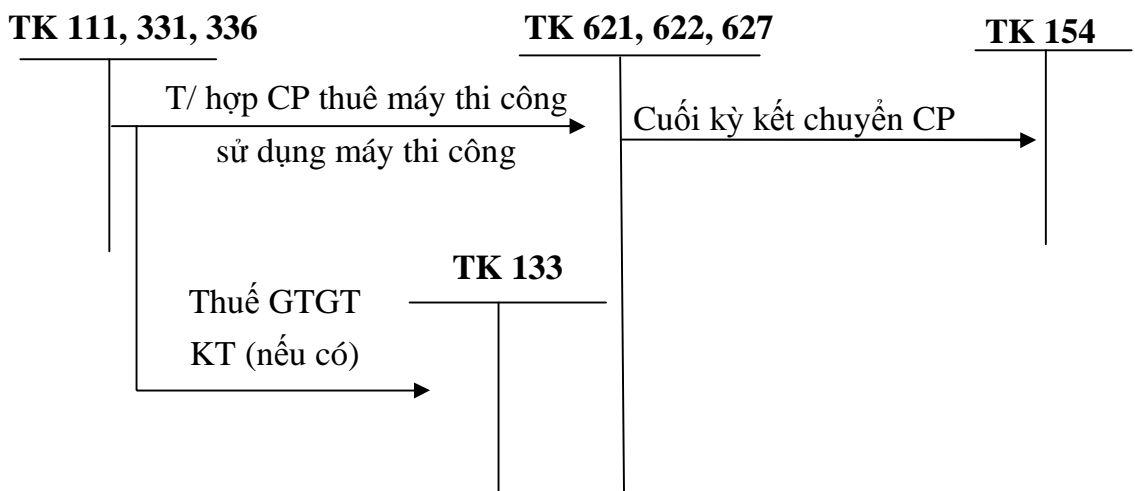 TK 111, 331, 336
TK 621, 622, 627
TK 154
T/ hợp CP thuê máy thi công
sử dụng máy thi công
Cuối kỳ kết chuyển CP
TK 133
Thuế GTGT
KT (nếu có)